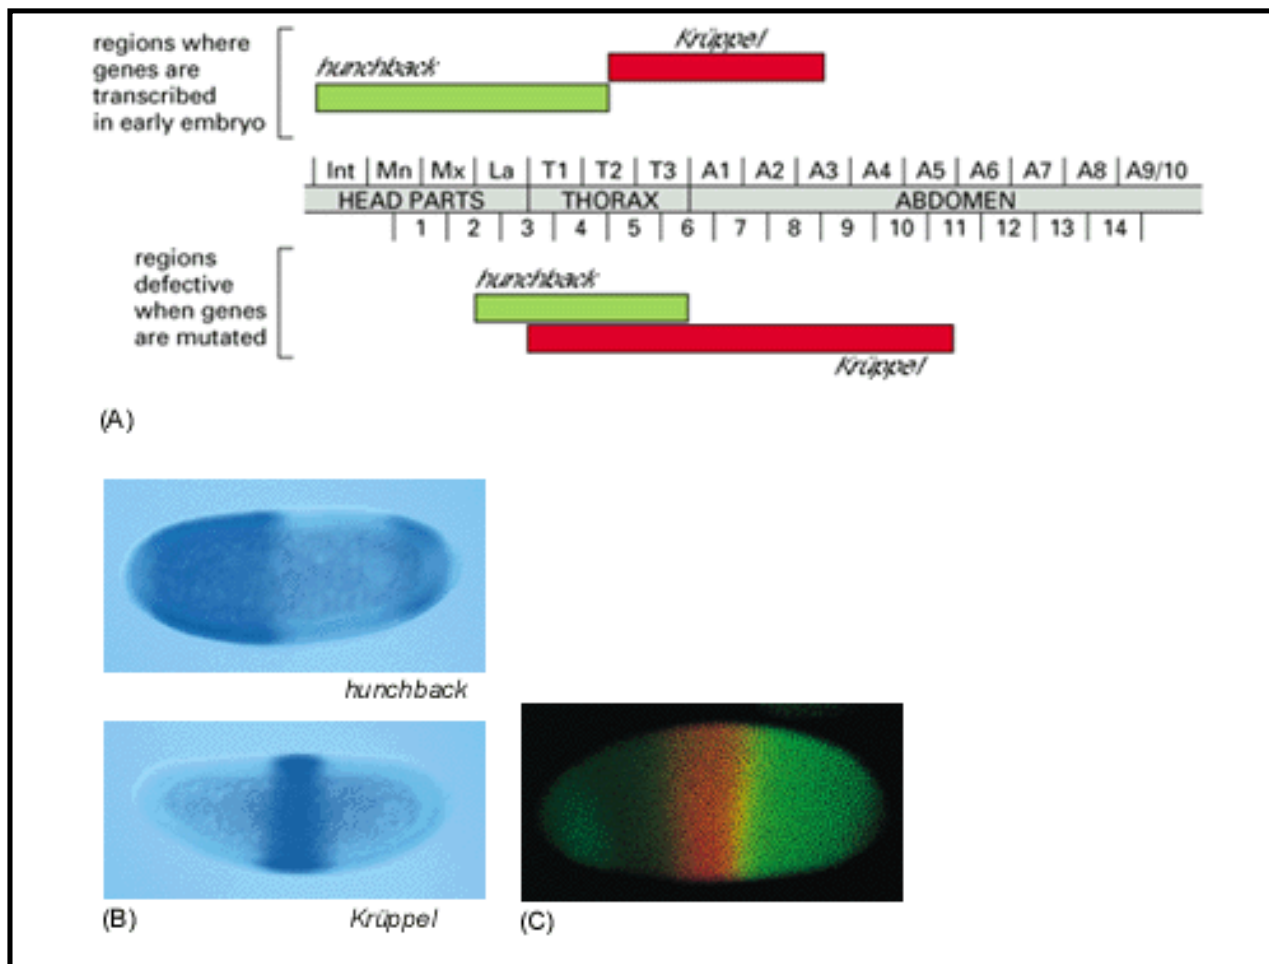 regions where
genes are
transcribed
in early embryo
hunchback
Krüppel
Int Mn Mx La T1 T2 T3 A1 A2 A3 A4 A5 A6 A7 A8 A9/10
HEAD PARTS THORAX ABDOMEN
1 2 3 4 5 6 7 8 9 10 11 12 13 14
regions
defective
when genes
are mutated
hunchback
Krüppel
(A)
hunchback
(B) Krüppel (C)